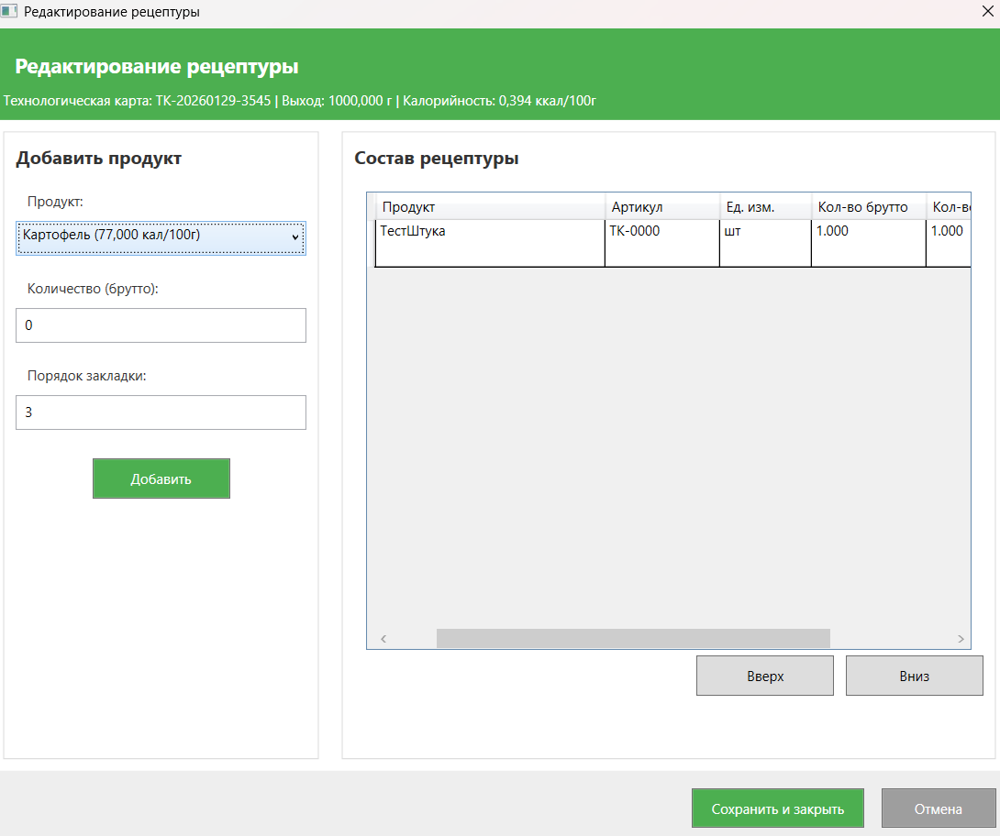 Редактирование рецептуры
Редактирование рецептуры
Технологическая карта: ТК-20260129-3545 | Выход: 1000,000 г | Калорийность: 0,394 ккал/100г
Добавить продукт
Продукт:
Картофель (77,000 кал/100г)
Количество (брутто):
0
Порядок закладки:
3
Добавить
Состав рецептуры
Продукт Артикул Ед. изм. Кол-во брутто Кол-в
ТестШтука ТК-0000 шт 1.000 1.000
Вверх Вниз
Сохранить и закрыть Отмена